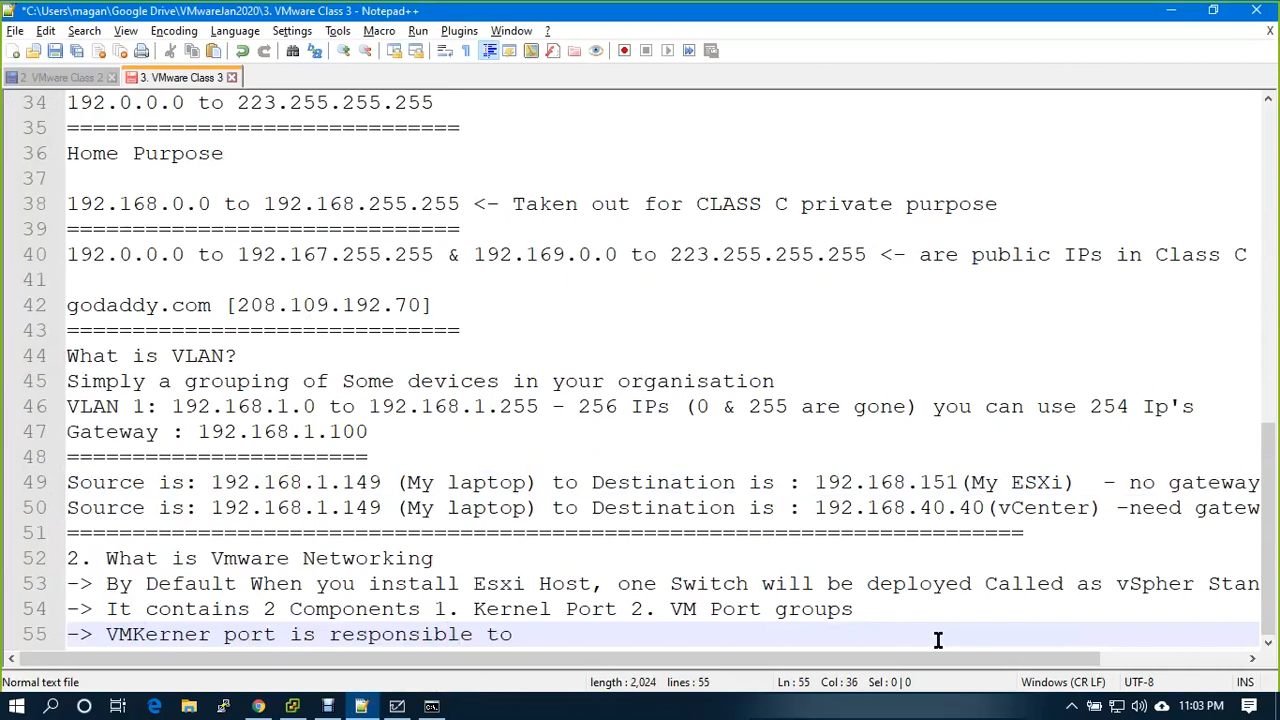 *C:\Users\magan\Google Drive\VMwareJan2020\3. VMware Class 3 - Notepad++
File Edit Search View Encoding Language Settings Tools Macro Run Plugins Window ? X
2. VMware Class 2 3. VMware Class 3
34 192.0.0.0 to 223.255.255.255
35 ==============================
36 Home Purpose
37
38 192.168.0.0 to 192.168.255.255 <- Taken out for CLASS C private purpose
39 ==============================
40 192.0.0.0 to 192.167.255.255 & 192.169.0.0 to 223.255.255.255 <- are public IPs in Class C
41
42 godaddy.com [208.109.192.70]
43 ==============================
44 What is VLAN?
45 Simply a grouping of Some devices in your organisation
46 VLAN 1: 192.168.1.0 to 192.168.1.255 - 256 IPs (0 & 255 are gone) you can use 254 Ip's
47 Gateway : 192.168.1.100
48 =======================
49 Source is: 192.168.1.149 (My laptop) to Destination is : 192.168.151(My ESXi) - no gateway
50 Source is: 192.168.1.149 (My laptop) to Destination is : 192.168.40.40(vCenter) -need gatew
51 =========================================================================
52 2. What is Vmware Networking
53 -> By Default When you install Esxi Host, one Switch will be deployed Called as vSpher Stan
54 -> It contains 2 Components 1. Kernel Port 2. VM Port groups
55 -> VMKerner port is responsible to
Normal text file length : 2,024 lines : 55 Ln : 55 Col : 36 Sel : 0 | 0 Windows (CR LF) UTF-8 INS
11:03 PM